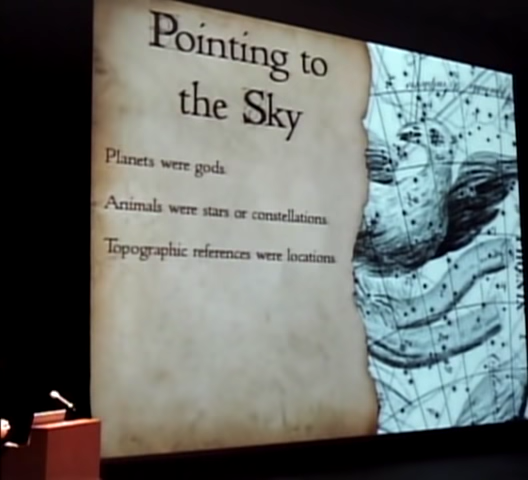 Pointing to
the Sky
Planets were gods.
Animals were stars or constellations.
Topographic references were locations.